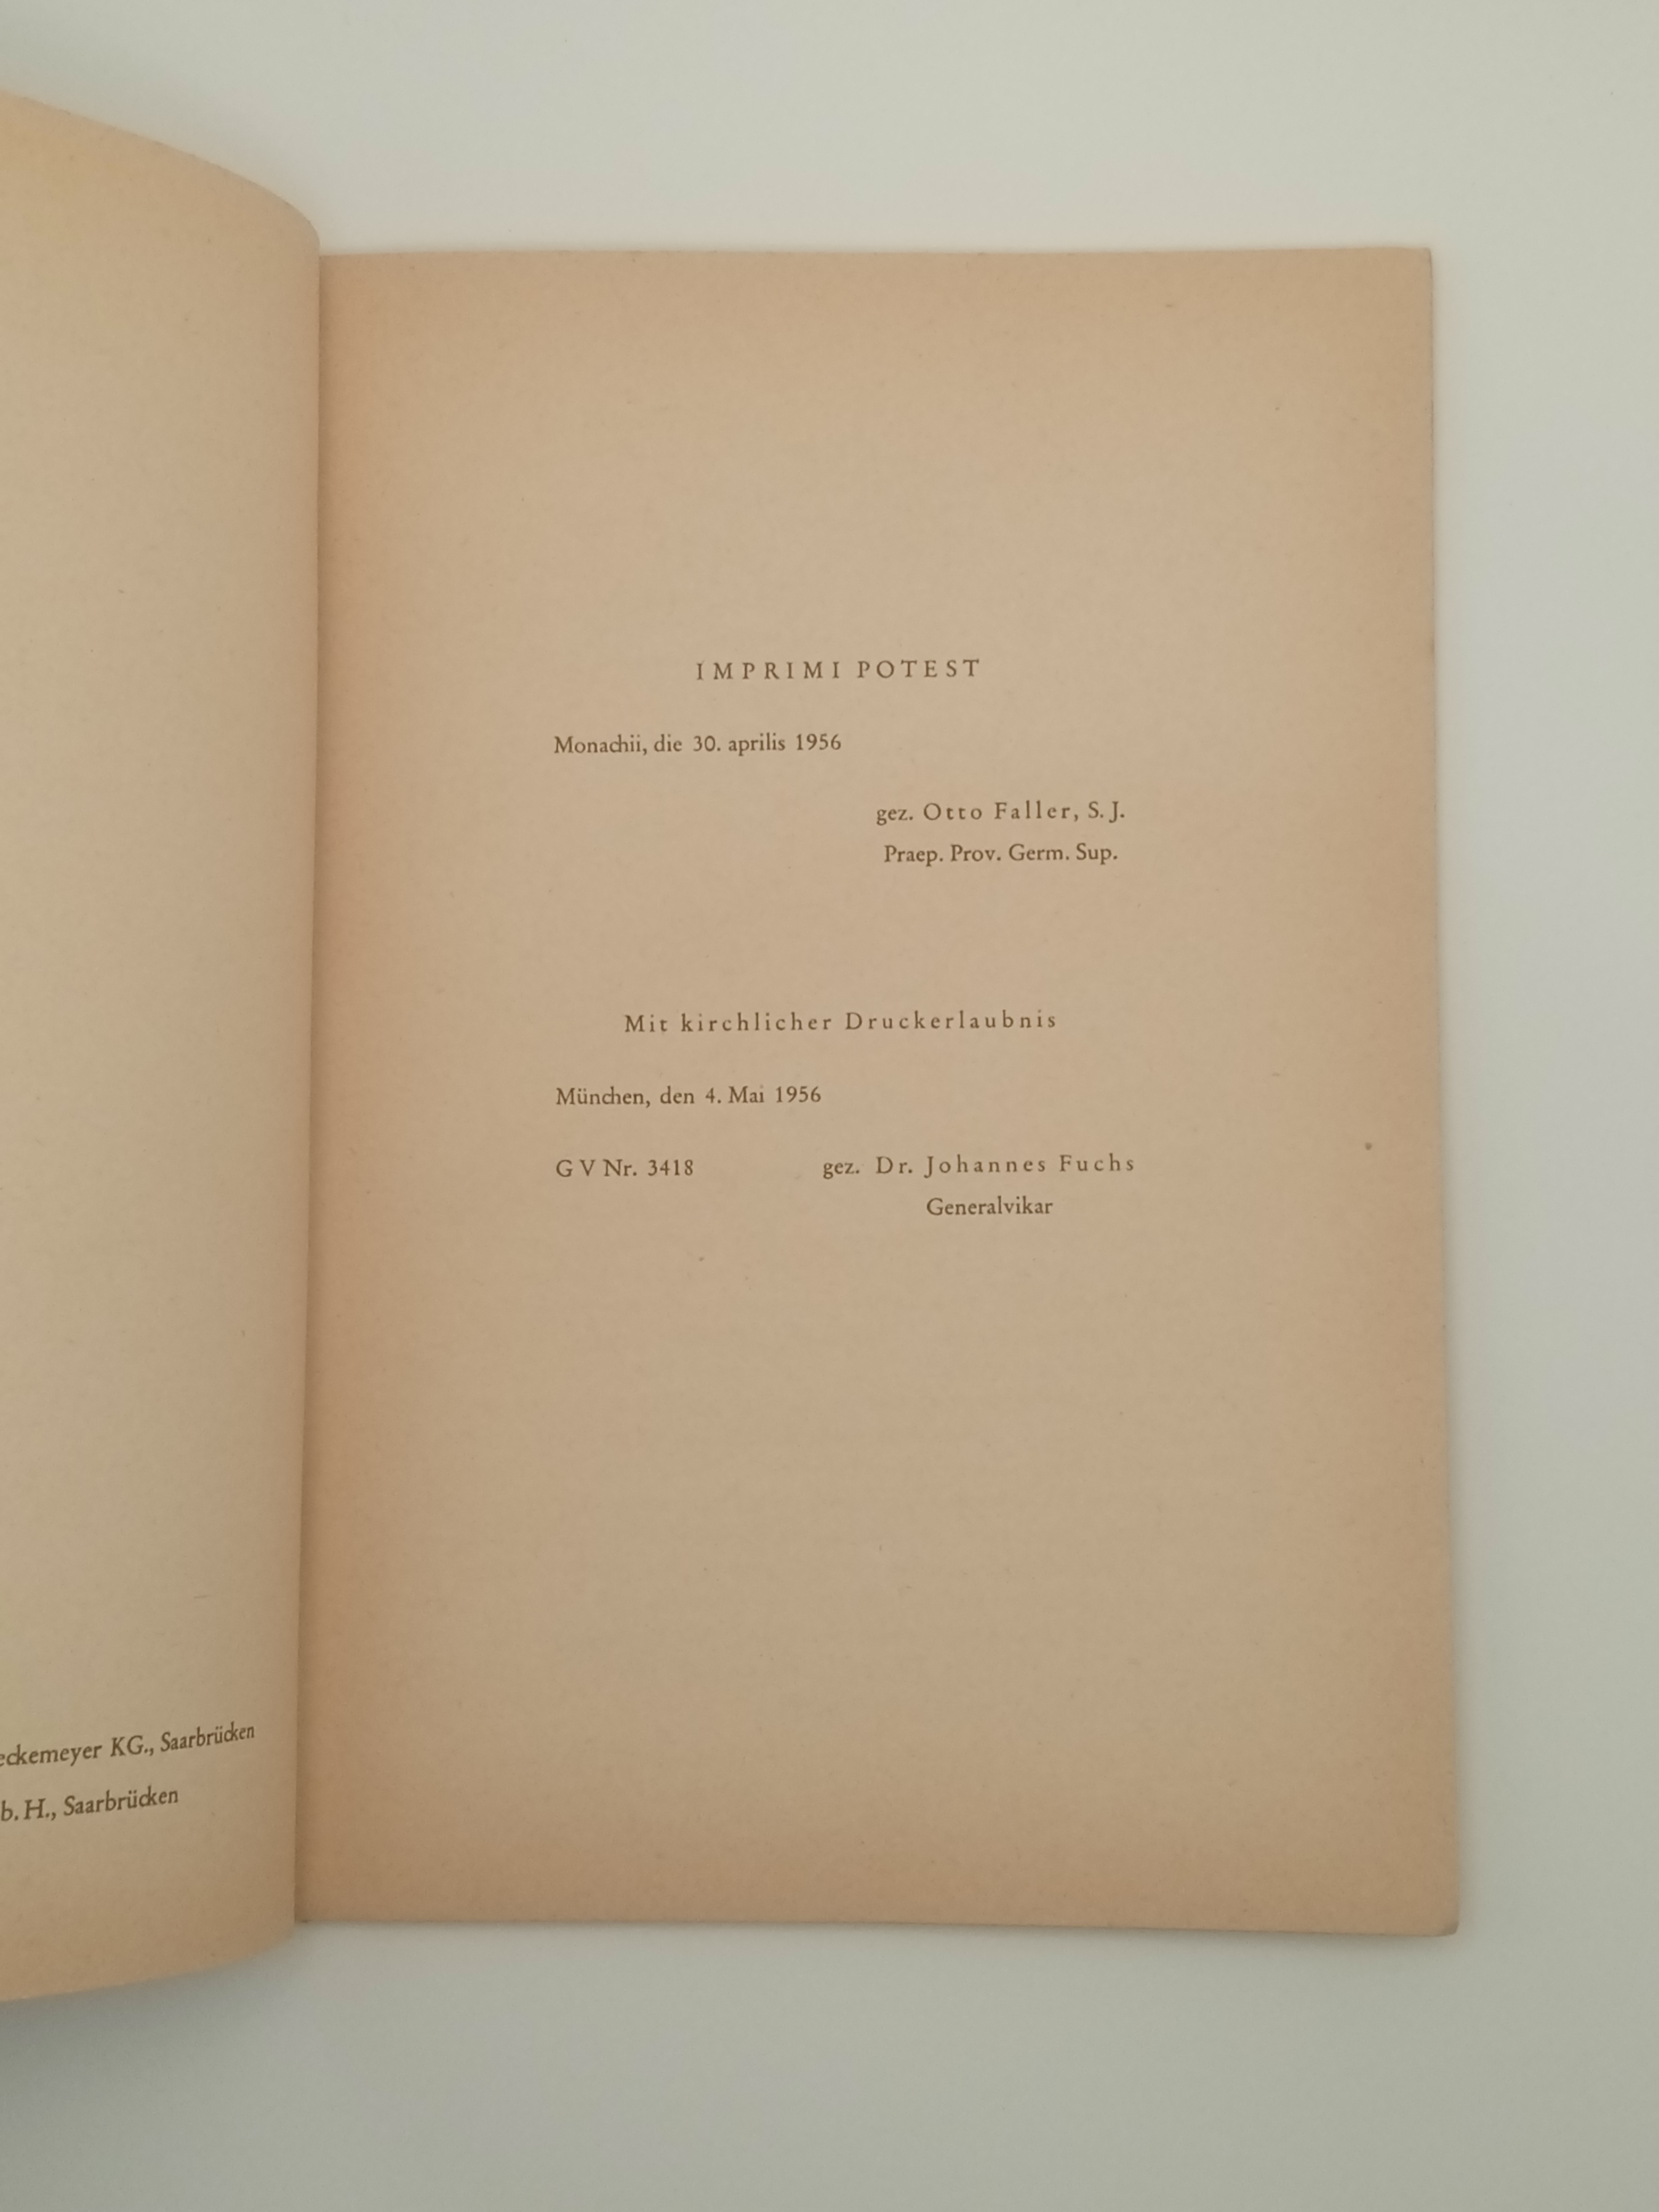 KG., Saarbrücken
b. H., Saarbrücken
IMPRIMI POTEST
Monachii, die 30. aprilis 1956
gez. Otto Faller, S. J.
Praep. Prov. Germ. Sup.
Mit kirchlicher Druckerlaubnis
München, den 4. Mai 1956
G V Nr. 3418 gez. Dr. Johannes Fuchs
Generalvikar